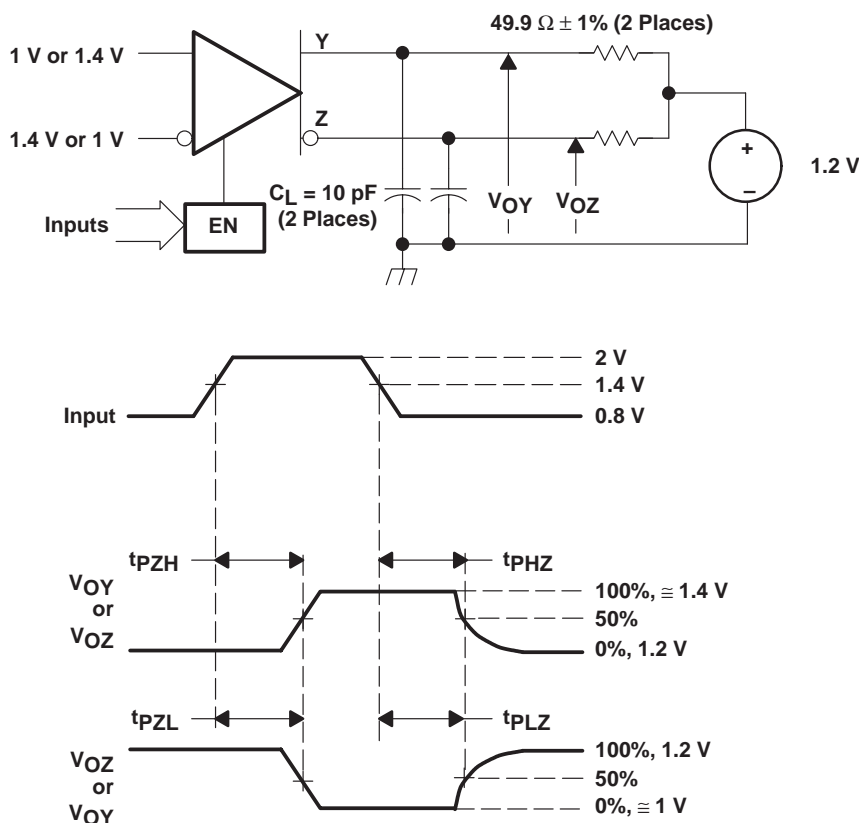 49.9 Ω ± 1% (2 Places)
Y
1 V or 1.4 V
Z
1.4 V or 1 V
+
−
1.2 V
CL = 10 pF
(2 Places)
VOY
VOZ
Inputs
EN
2 V
1.4 V
Input
0.8 V
tPZH
tPHZ
VOY
or
VOZ
100%, ≅ 1.4 V
50%
0%, 1.2 V
tPZL
tPLZ
VOZ
or
VOY
100%, 1.2 V
50%
0%, ≅ 1 V